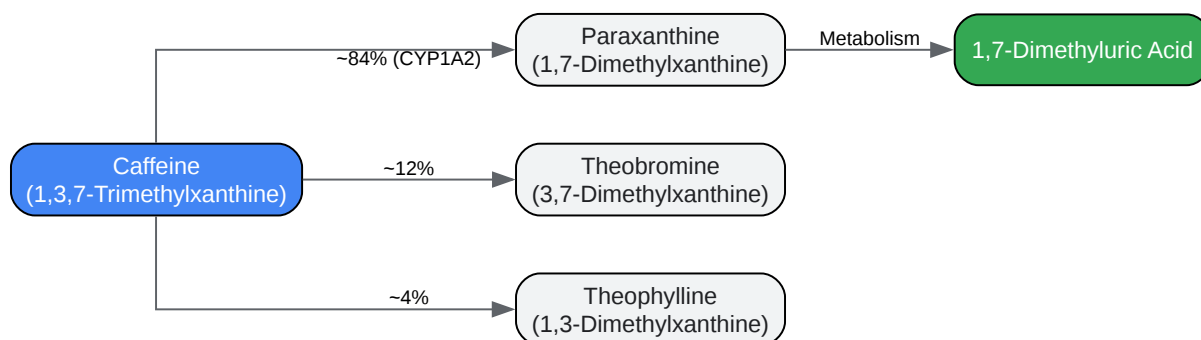 Paraxanthine
(1,7-Dimethylxanthine)
Metabolism
1,7-Dimethyluric Acid
~84% (CYP1A2)
Caffeine
(1,3,7-Trimethylxanthine)
~12%
Theobromine
(3,7-Dimethylxanthine)
~4%
Theophylline
(1,3-Dimethylxanthine)